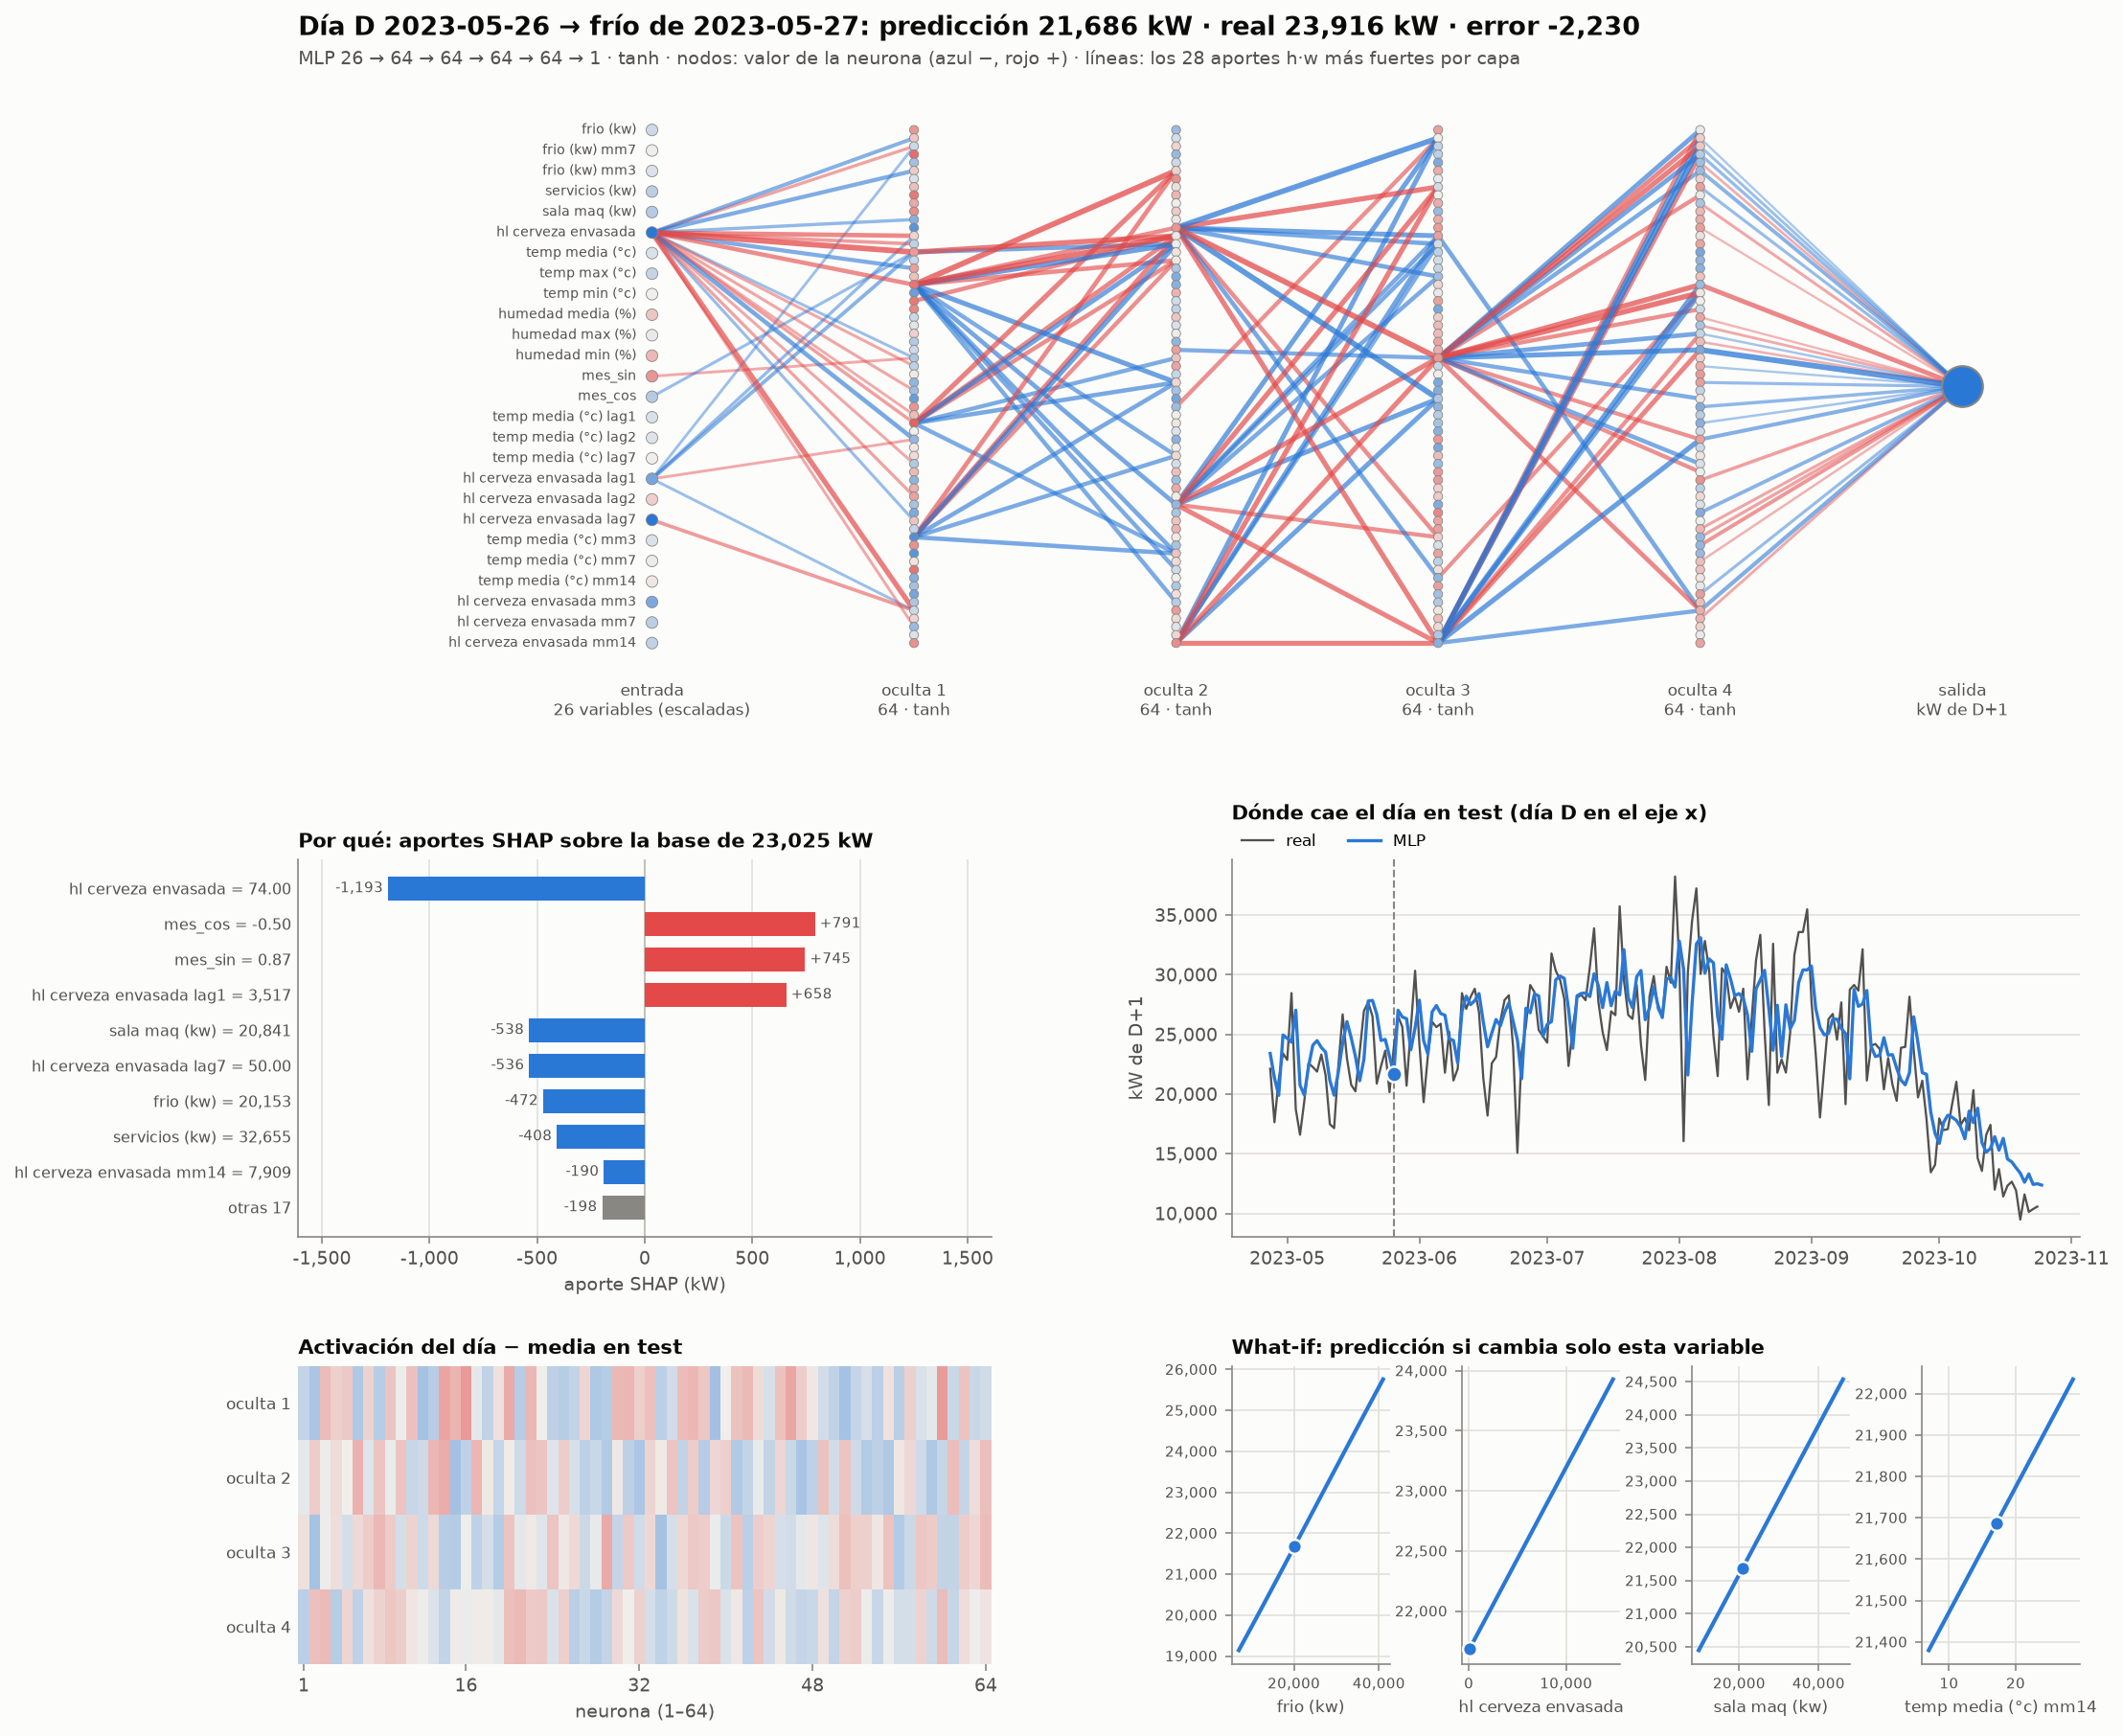 Día D 2023-05-26 → frío de 2023-05-27: predicción 21,686 kW · real 23,916 kW · error -2,230
MLP 26 → 64 → 64 → 64 → 64 → 1 · tanh · nodos: valor de la neurona (azul −, rojo +) · líneas: los 28 aportes h·w más fuertes por capa
frio (kw)
frio (kw) mm7
frio (kw) mm3
servicios (kw)
sala maq (kw)
hl cerveza envasada
temp media (°c)
temp max (°c)
temp min (°c)
humedad media (%)
humedad max (%)
humedad min (%)
mes_sin
mes_cos
temp media (°c) lag1
temp media (°c) lag2
temp media (°c) lag7
hl cerveza envasada lag1
hl cerveza envasada lag2
hl cerveza envasada lag7
temp media (°c) mm3
temp media (°c) mm7
temp media (°c) mm14
hl cerveza envasada mm3
hl cerveza envasada mm7
hl cerveza envasada mm14
entrada
26 variables (escaladas)
oculta 1
64 · tanh
oculta 2
64 · tanh
oculta 3
64 · tanh
oculta 4
64 · tanh
salida
kW de D+1
Por qué: aportes SHAP sobre la base de 23,025 kW
hl cerveza envasada = 74.00
-1,193
mes_cos = -0.50
+791
mes_sin = 0.87
+745
hl cerveza envasada lag1 = 3,517
+658
sala maq (kw) = 20,841
-538
hl cerveza envasada lag7 = 50.00
-536
frio (kw) = 20,153
-472
servicios (kw) = 32,655
-408
hl cerveza envasada mm14 = 7,909
-190
otras 17
-198
-1,500 -1,000 -500 0 500 1,000 1,500
aporte SHAP (kW)
Dónde cae el día en test (día D en el eje x)
real MLP
kW de D+1
35,000
30,000
25,000
20,000
15,000
10,000
2023-05 2023-06 2023-07 2023-08 2023-09 2023-10 2023-11
Activación del día − media en test
oculta 1
oculta 2
oculta 3
oculta 4
1 16 32 48 64
neurona (1–64)
What-if: predicción si cambia solo esta variable
26,000
25,000
24,000
23,000
22,000
21,000
20,000
19,000
20,000 40,000
frio (kw)
24,000
23,500
23,000
22,500
22,000
0 10,000
hl cerveza envasada
24,500
24,000
23,500
23,000
22,500
22,000
21,500
21,000
20,500
20,000 40,000
sala maq (kw)
22,000
21,900
21,800
21,700
21,600
21,500
21,400
10 20
temp media (°c) mm14